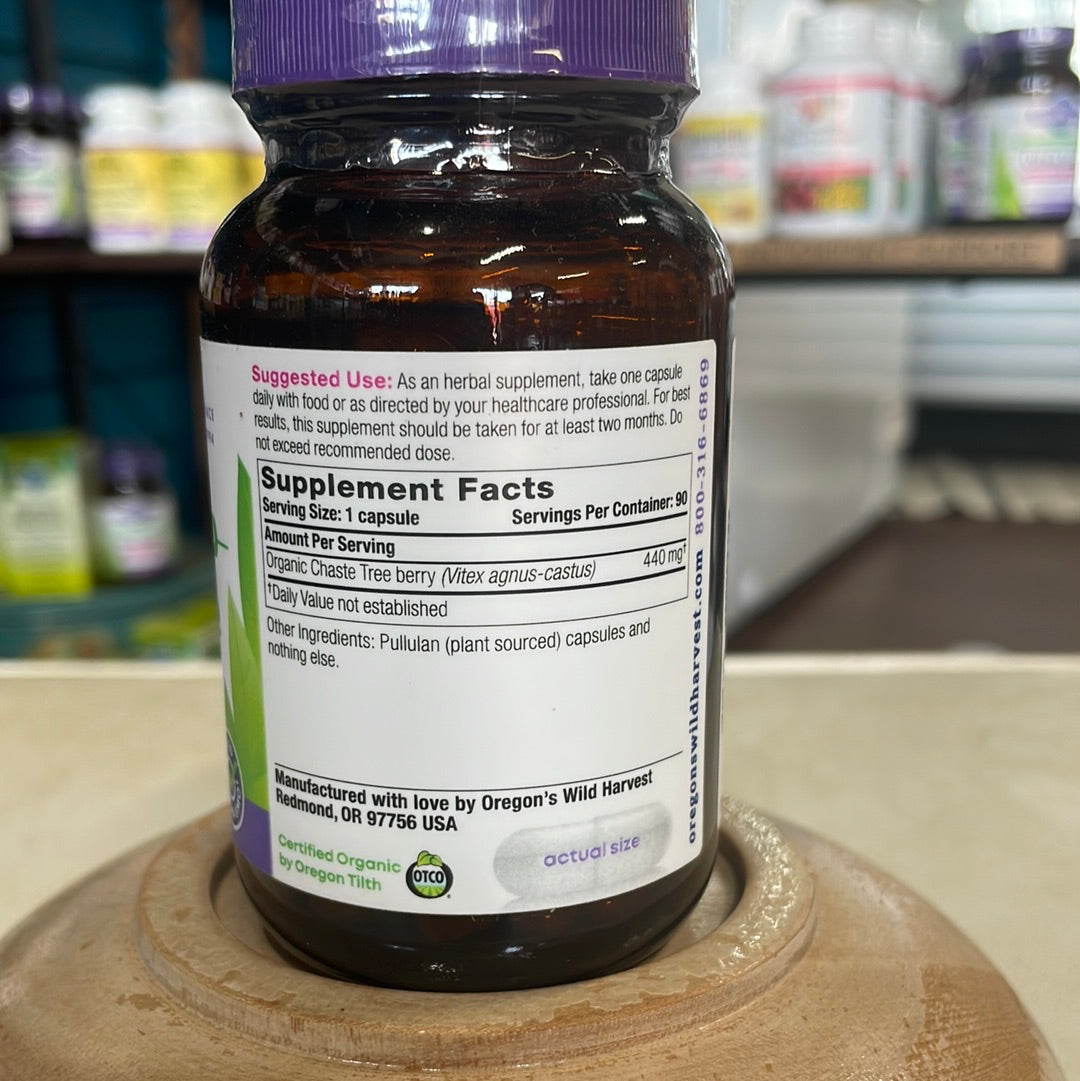 Suggested Use: As an herbal supplement, take one capsule
daily with food or as directed by your healthcare professional. For best
results, this supplement should be taken for at least two months. Do
not exceed recommended dose.
Supplement Facts
Serving Size: 1 capsule Servings Per Container: 90
Amount Per Serving
Organic Chaste Tree berry (Vitex agnus-castus) 440 mg†
†Daily Value not established
Other Ingredients: Pullulan (plant sourced) capsules and
nothing else.
Manufactured with love by Oregon's Wild Harvest
Redmond, OR 97756 USA
Certified Organic
by Oregon Tilth
OTCO
actual size
oregonswildharvest.com 800-316-6869